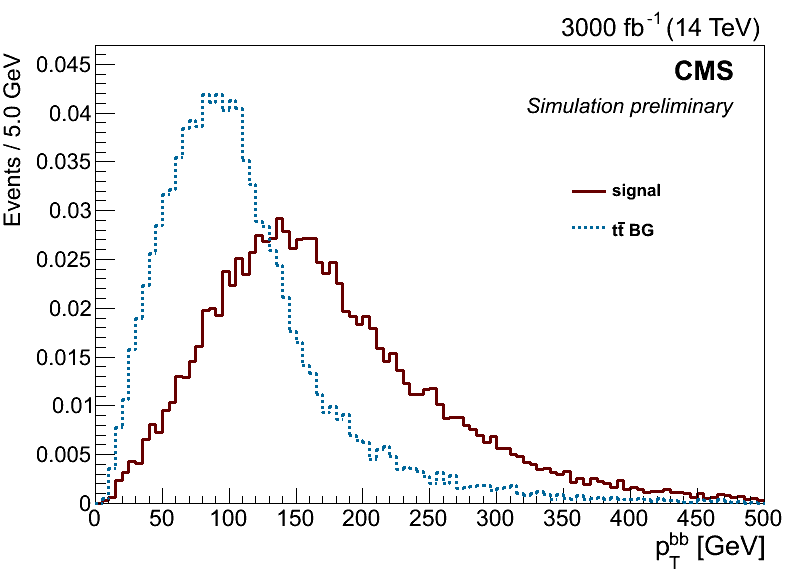 3000 fb⁻¹ (14 TeV)
CMS
Simulation preliminary
signal
tt̄ BG
Events / 5.0 GeV
0.045
0.04
0.035
0.03
0.025
0.02
0.015
0.01
0.005
0
0 50 100 150 200 250 300 350 400 450 500
p_T^bb [GeV]